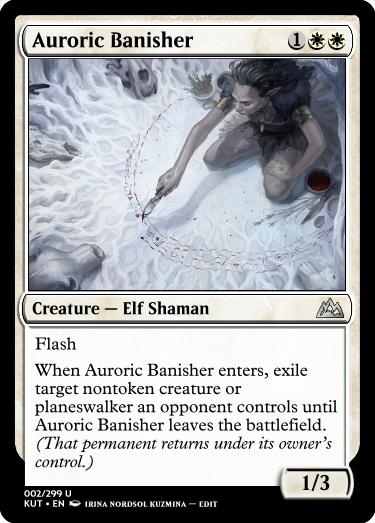 Auroric Banisher 1
Creature — Elf Shaman
Flash
When Auroric Banisher enters, exile
target nontoken creature or
planeswalker an opponent controls until
Auroric Banisher leaves the battlefield.
(That permanent returns under its owner's
control.)
1/3
002/299 U
KUT • EN IRINA NORDSOL KUZMINA — EDIT